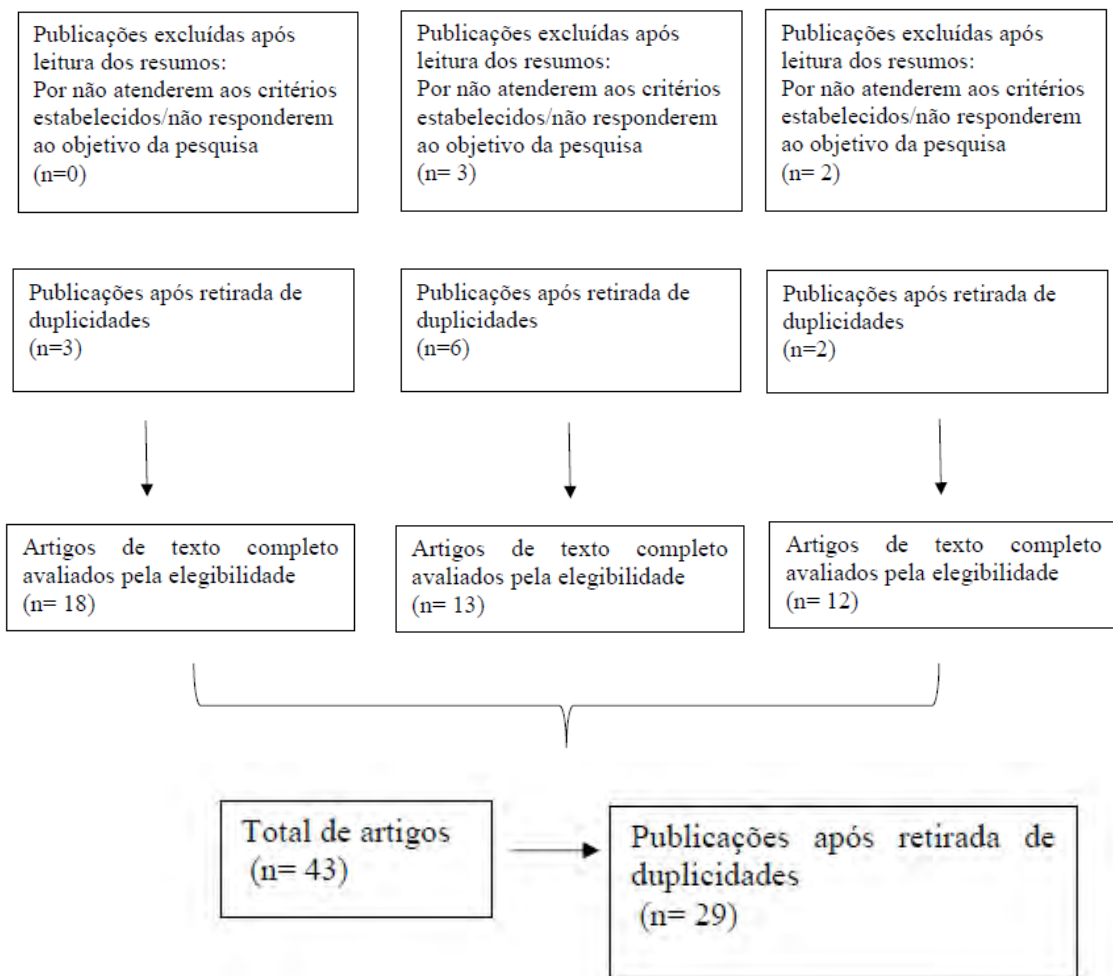 Publicações excluídas após
leitura dos resumos:
Por não atenderem aos critérios
estabelecidos/não responderem
ao objetivo da pesquisa
(n=0)
Publicações excluídas após
leitura dos resumos:
Por não atenderem aos critérios
estabelecidos/não responderem
ao objetivo da pesquisa
(n= 3)
Publicações excluídas após
leitura dos resumos:
Por não atenderem aos critérios
estabelecidos/não responderem
ao objetivo da pesquisa
(n= 2)
Publicações após retirada de
duplicidades
(n=3)
Publicações após retirada de
duplicidades
(n=6)
Publicações após retirada de
duplicidades
(n=2)
Artigos de texto completo
avaliados pela elegibilidade
(n= 18)
Artigos de texto completo
avaliados pela elegibilidade
(n= 13)
Artigos de texto completo
avaliados pela elegibilidade
(n= 12)
Total de artigos
(n= 43)
Publicações após retirada de
duplicidades
(n= 29)